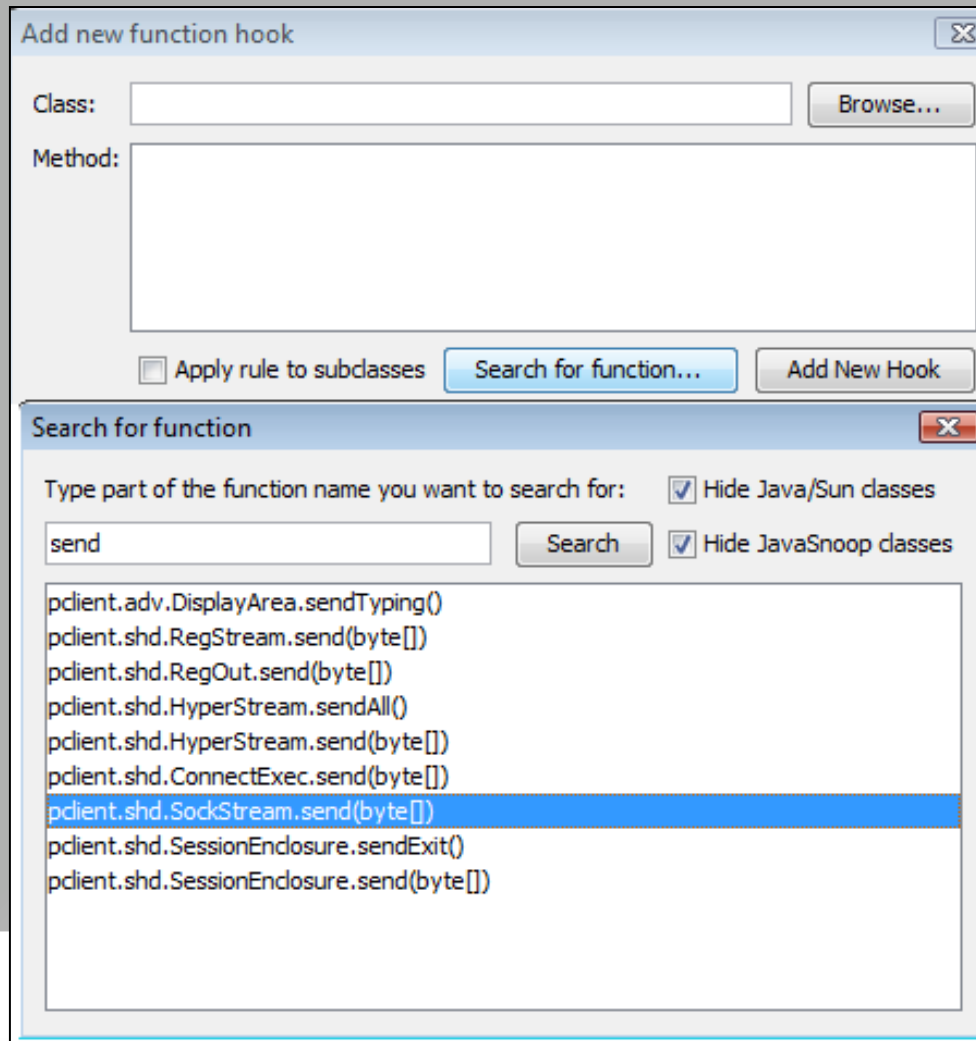 Add new function hook
Class: Browse...
Method:
Apply rule to subclasses Search for function... Add New Hook
Search for function
Type part of the function name you want to search for: Hide Java/Sun classes
send Search Hide JavaSnoop classes
pclient.adv.DisplayArea.sendTyping()
pclient.shd.RegStream.send(byte[])
pclient.shd.RegOut.send(byte[])
pclient.shd.HyperStream.sendAll()
pclient.shd.HyperStream.send(byte[])
pclient.shd.ConnectExec.send(byte[])
pclient.shd.SockStream.send(byte[])
pclient.shd.SessionEnclosure.sendExit()
pclient.shd.SessionEnclosure.send(byte[])